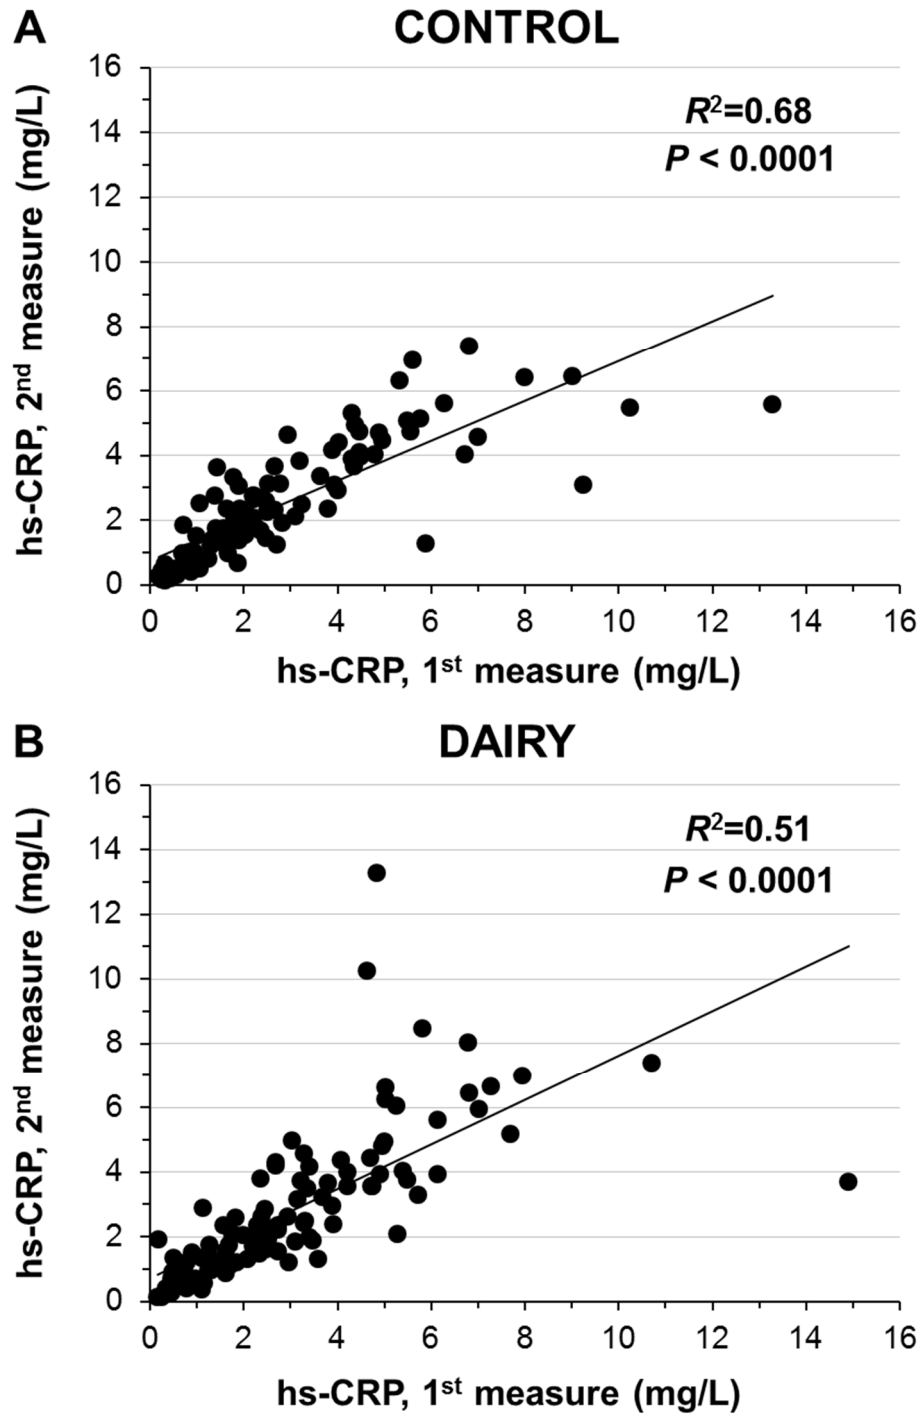 A
CONTROL
hs-CRP, 2nd measure (mg/L)
16
14
12
10
8
6
4
2
0
R2=0.68
P < 0.0001
0 2 4 6 8 10 12 14 16
hs-CRP, 1st measure (mg/L)
B
DAIRY
hs-CRP, 2nd measure (mg/L)
16
14
12
10
8
6
4
2
0
R2=0.51
P < 0.0001
0 2 4 6 8 10 12 14 16
hs-CRP, 1st measure (mg/L)